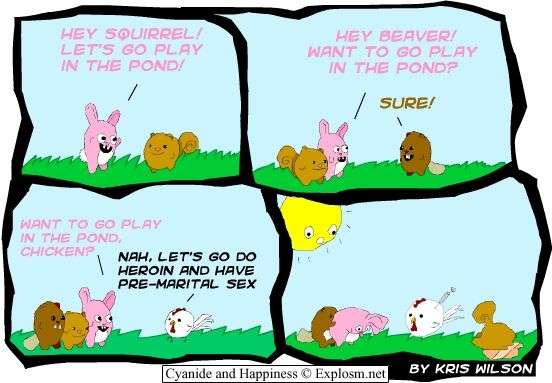 HEY SQUIRREL!
LET'S GO PLAY
IN THE POND!
HEY BEAVER!
WANT TO GO PLAY
IN THE POND?
SURE!
WANT TO GO PLAY
IN THE POND,
CHICKEN?
NAH, LET'S GO DO
HEROIN AND HAVE
PRE-MARITAL SEX
BY KRIS WILSON
Cyanide and Happiness © Explosm.net